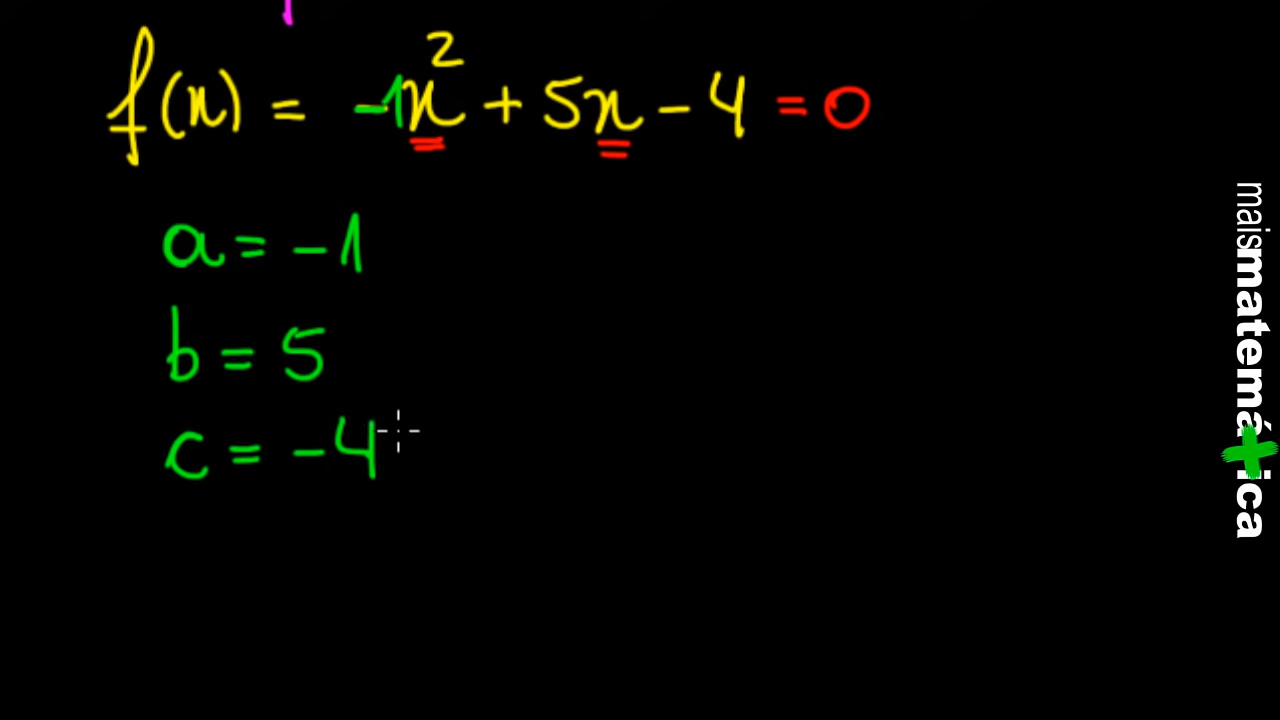 f(x) = -1x² + 5x - 4 = 0
a = -1
b = 5
c = -4
maismatemática